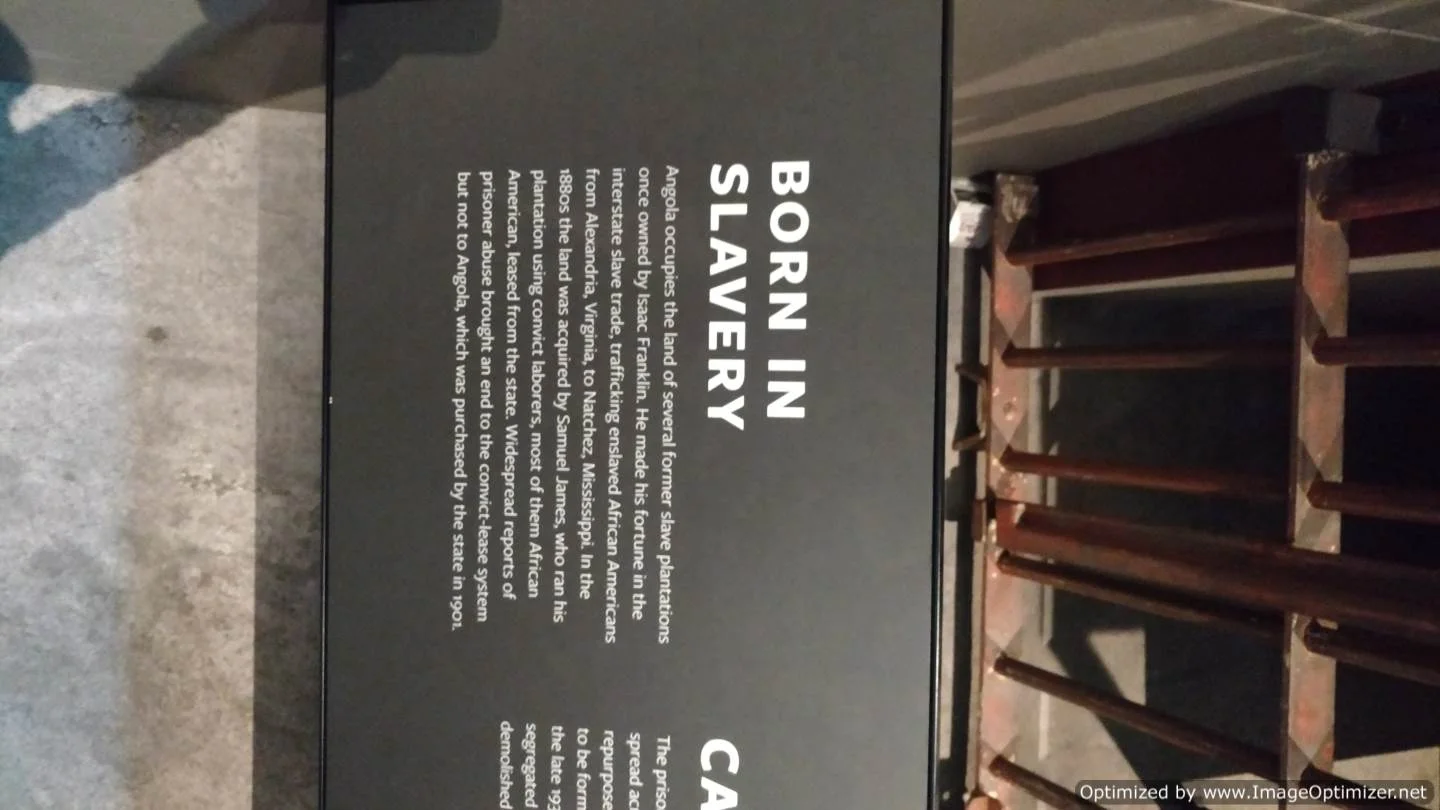 BORN IN
SLAVERY
Angola occupies the land of several former slave plantations
once owned by Isaac Franklin. He made his fortune in the
interstate slave trade, trafficking enslaved African Americans
from Alexandria, Virginia, to Natchez, Mississippi. In the
1880s the land was acquired by Samuel James, who ran his
plantation using convict laborers, most of them African
American, leased from the state. Widespread reports of
prisoner abuse brought an end to the convict-lease system
but not to Angola, which was purchased by the state in 1901.
CA
The priso
spread ac
repurpose
to be form
the late 193
segregated
demolished
Optimized by www.ImageOptimizer.net